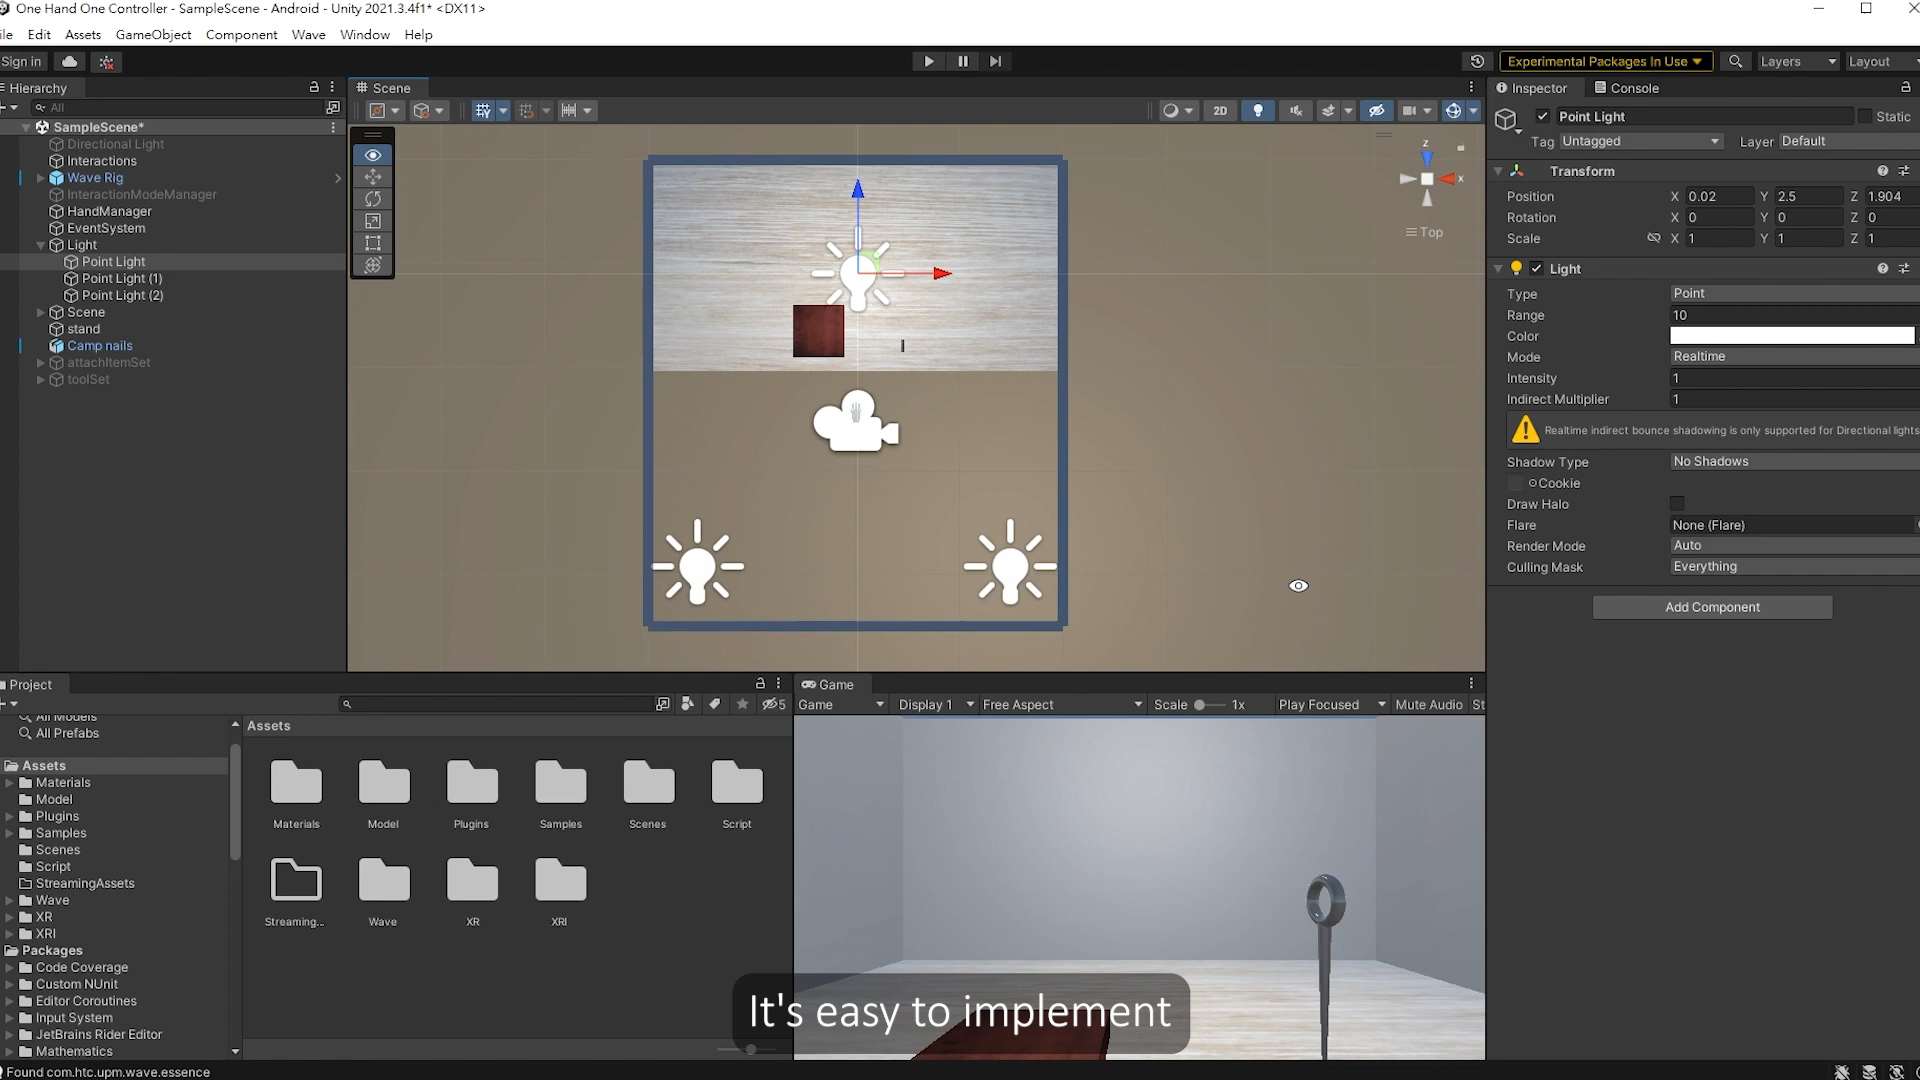 One Hand One Controller - SampleScene - Android - Unity 2021.3.4f1* <DX11>
ile Edit Assets GameObject Component Wave Window Help
Sign in
Experimental Packages In Use
Layers
Layout
Hierarchy
All
SampleScene*
Directional Light
Interactions
Wave Rig
InteractionModeManager
HandManager
EventSystem
Light
Point Light
Point Light (1)
Point Light (2)
Scene
stand
Camp nails
attachItemSet
toolSet
Scene
2D
z
x
Top
Inspector
Console
Point Light
Static
Tag Untagged
Layer Default
Transform
Position X 0.02 Y 2.5 Z 1.904
Rotation X 0 Y 0 Z 0
Scale X 1 Y 1 Z 1
Light
Type Point
Range 10
Color
Mode Realtime
Intensity 1
Indirect Multiplier 1
Realtime indirect bounce shadowing is only supported for Directional lights
Shadow Type No Shadows
Cookie
Draw Halo
Flare None (Flare)
Render Mode Auto
Culling Mask Everything
Add Component
Project
5
All Models
All Prefabs
Assets
Materials
Model
Plugins
Samples
Scenes
Script
StreamingAssets
Wave
XR
XRI
Packages
Code Coverage
Custom NUnit
Editor Coroutines
Input System
JetBrains Rider Editor
Mathematics
Assets
Materials Model Plugins Samples Scenes Script
Streaming... Wave XR XRI
Game
Game Display 1 Free Aspect Scale 1x Play Focused Mute Audio St
It's easy to implement
Found com.htc.upm.wave.essence